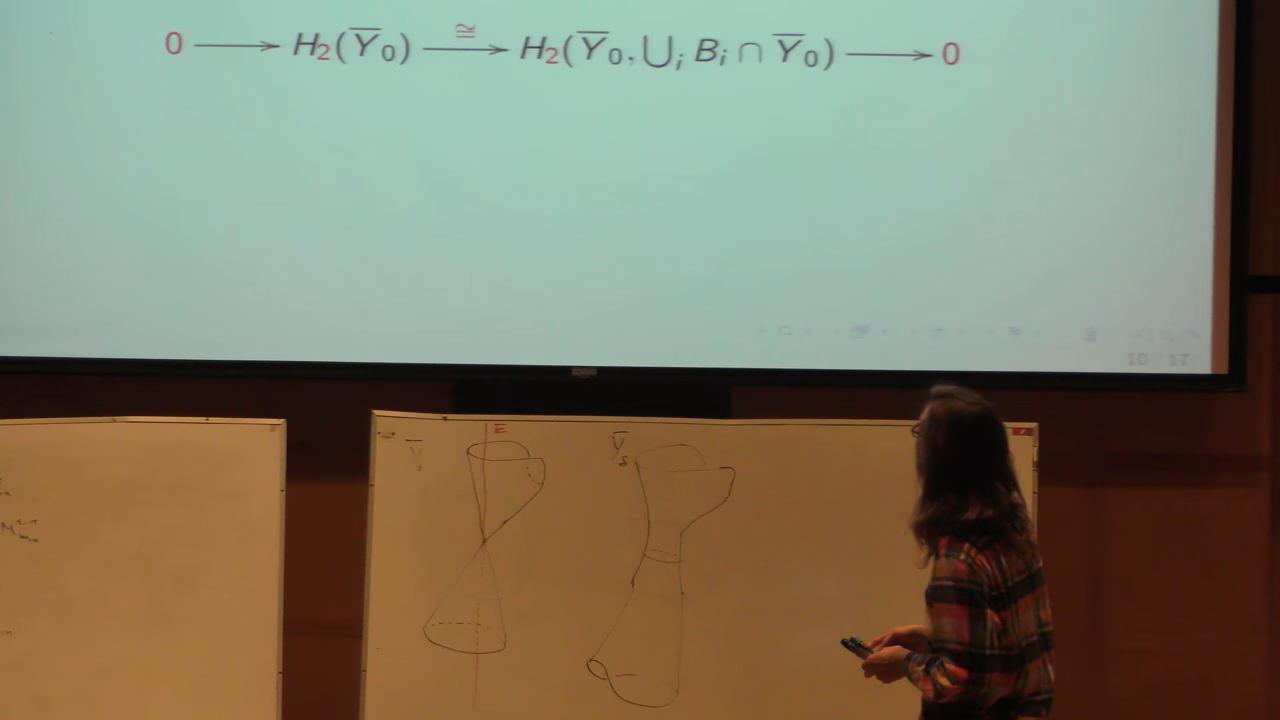 0 ⟶ H₂(Y̅₀) ⟶≅ H₂(Y̅₀, ⋃ᵢ Bᵢ ∩ Y̅₀) ⟶ 0
10 / 17
E
Y̅ₛ